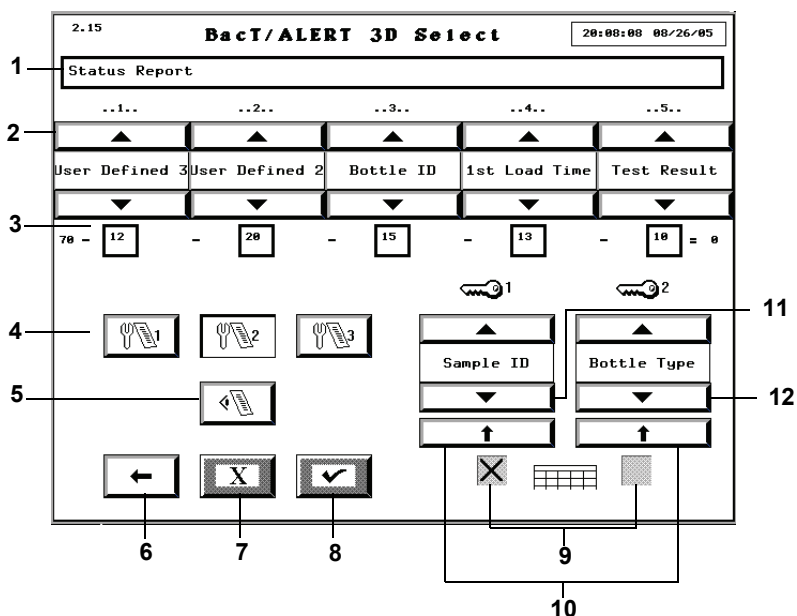 2.15 BacT/ALERT 3D Select 20:08:08 08/26/05
1 Status Report
..1.. ..2.. ..3.. ..4.. ..5..
2
User Defined 3 User Defined 2 Bottle ID 1st Load Time Test Result
3
70 - 12 - 20 - 15 - 13 - 10 = 0
1 2
11
4 1 2 3
Sample ID Bottle Type
5 12
X
6 7 8 9
10